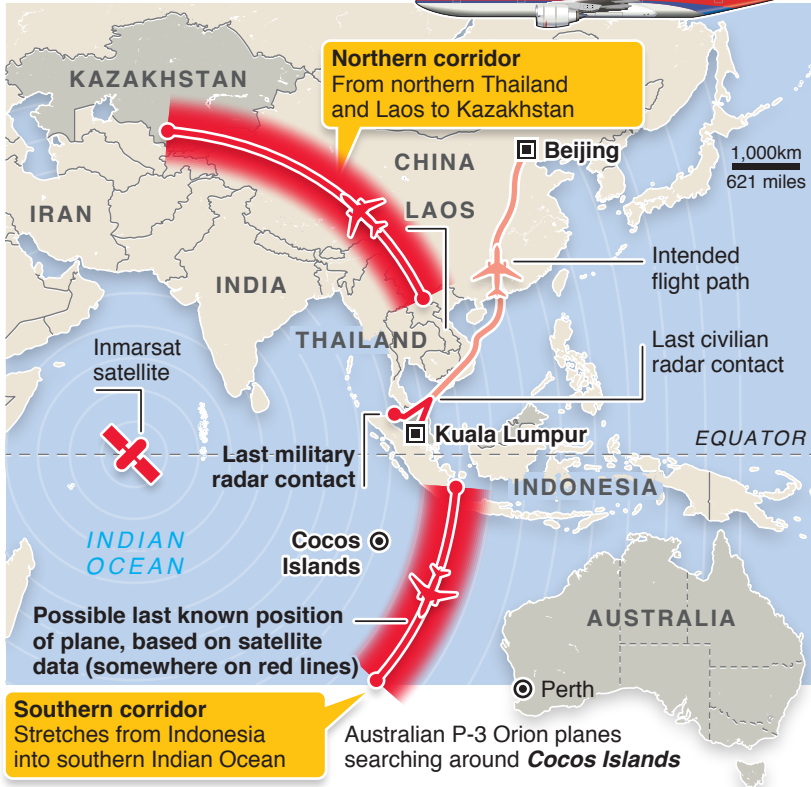 KAZAKHSTAN
Northern corridor
From northern Thailand
and Laos to Kazakhstan
CHINA
Beijing
1,000km
621 miles
IRAN
LAOS
INDIA
Intended
flight path
THAILAND
Inmarsat
satellite
Last civilian
radar contact
Kuala Lumpur
EQUATOR
Last military
radar contact
INDONESIA
INDIAN
OCEAN
Cocos
Islands
Possible last known position
of plane, based on satellite
data (somewhere on red lines)
AUSTRALIA
Perth
Southern corridor
Stretches from Indonesia
into southern Indian Ocean
Australian P-3 Orion planes
searching around Cocos Islands